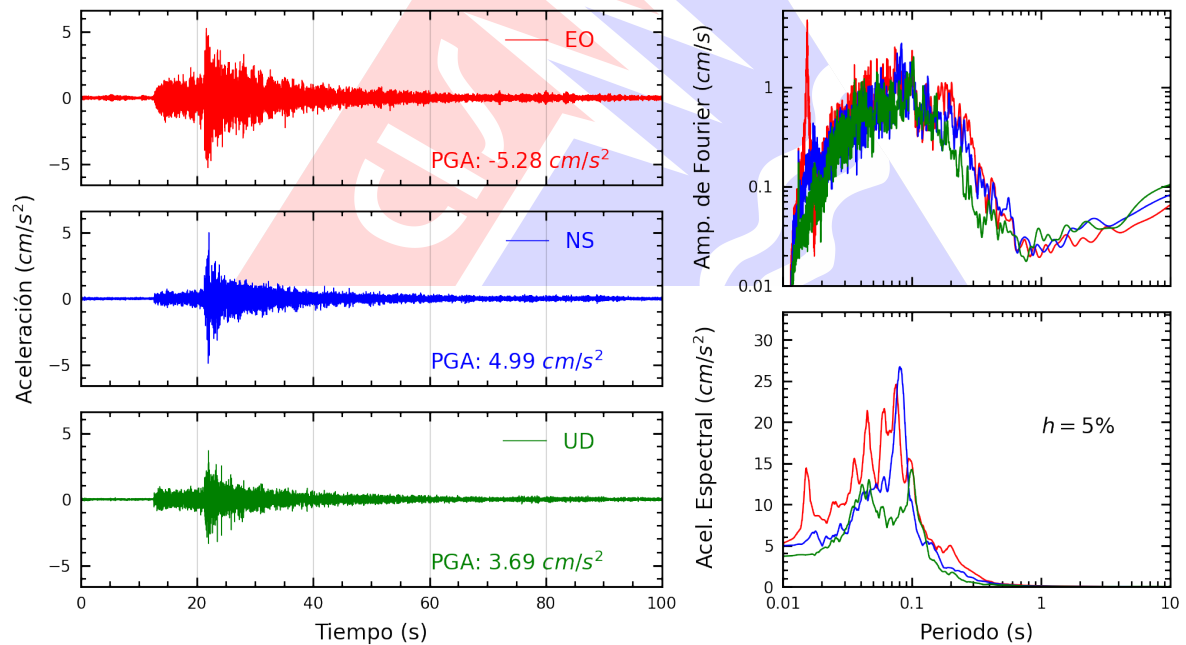 Aceleración (cm/s²)
5
0
−5
EO
PGA: -5.28 cm/s²
5
0
−5
NS
PGA: 4.99 cm/s²
5
0
−5
UD
PGA: 3.69 cm/s²
0 20 40 60 80 100
Tiempo (s)
Amp. de Fourier (cm/s)
1
0.1
0.01
Acel. Espectral (cm/s²)
30
25
20
15
10
5
0
h = 5%
0.01 0.1 1 10
Periodo (s)
CIS